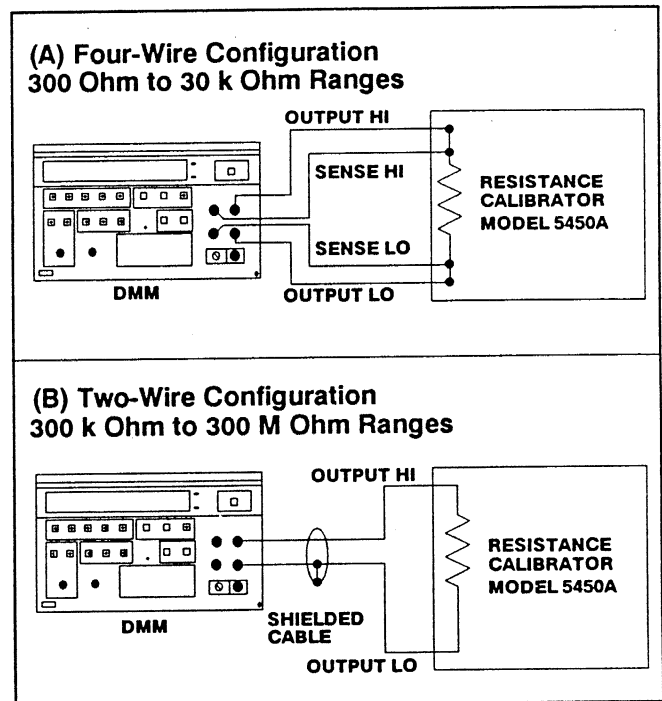 (A) Four-Wire Configuration
300 Ohm to 30 k Ohm Ranges
OUTPUT HI
SENSE HI
RESISTANCE
CALIBRATOR
MODEL 5450A
SENSE LO
OUTPUT LO
DMM
(B) Two-Wire Configuration
300 k Ohm to 300 M Ohm Ranges
OUTPUT HI
RESISTANCE
CALIBRATOR
MODEL 5450A
SHIELDED
CABLE
DMM
OUTPUT LO